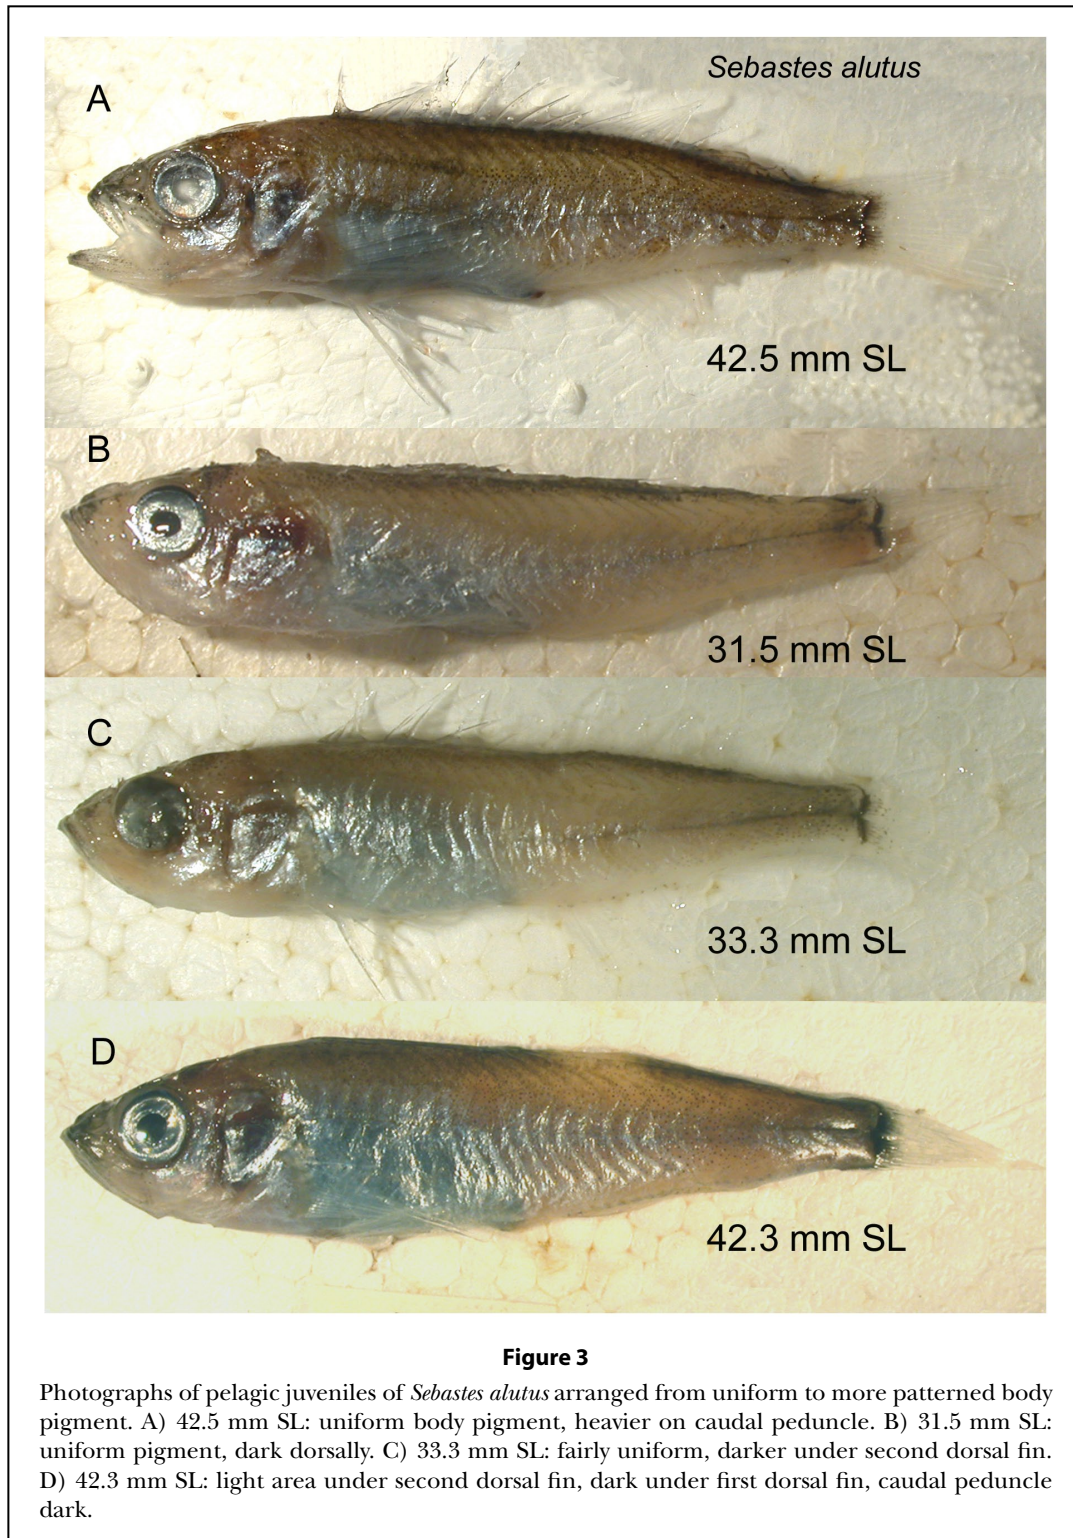 Sebastes alutus
A
42.5 mm SL
B
31.5 mm SL
C
33.3 mm SL
D
42.3 mm SL
Figure 3
Photographs of pelagic juveniles of Sebastes alutus arranged from uniform to more patterned body
pigment. A) 42.5 mm SL: uniform body pigment, heavier on caudal peduncle. B) 31.5 mm SL:
uniform pigment, dark dorsally. C) 33.3 mm SL: fairly uniform, darker under second dorsal fin.
D) 42.3 mm SL: light area under second dorsal fin, dark under first dorsal fin, caudal peduncle
dark.